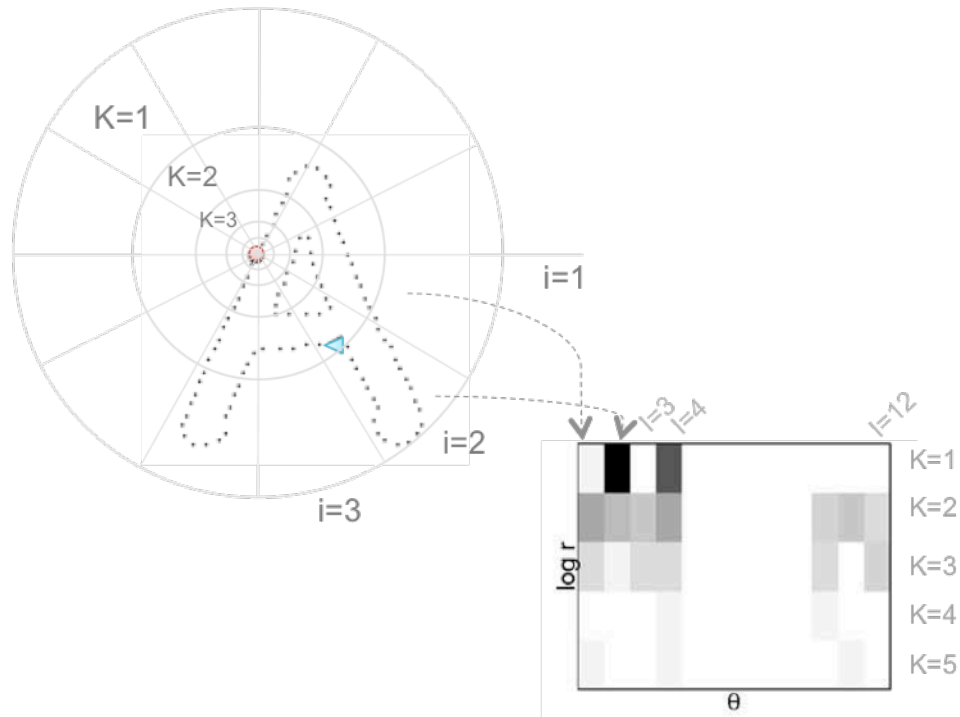 K=1
K=2
K=3
i=1
i=2
i=3
I=3
I=4
I=12
K=1
K=2
K=3
K=4
K=5
log r
θ